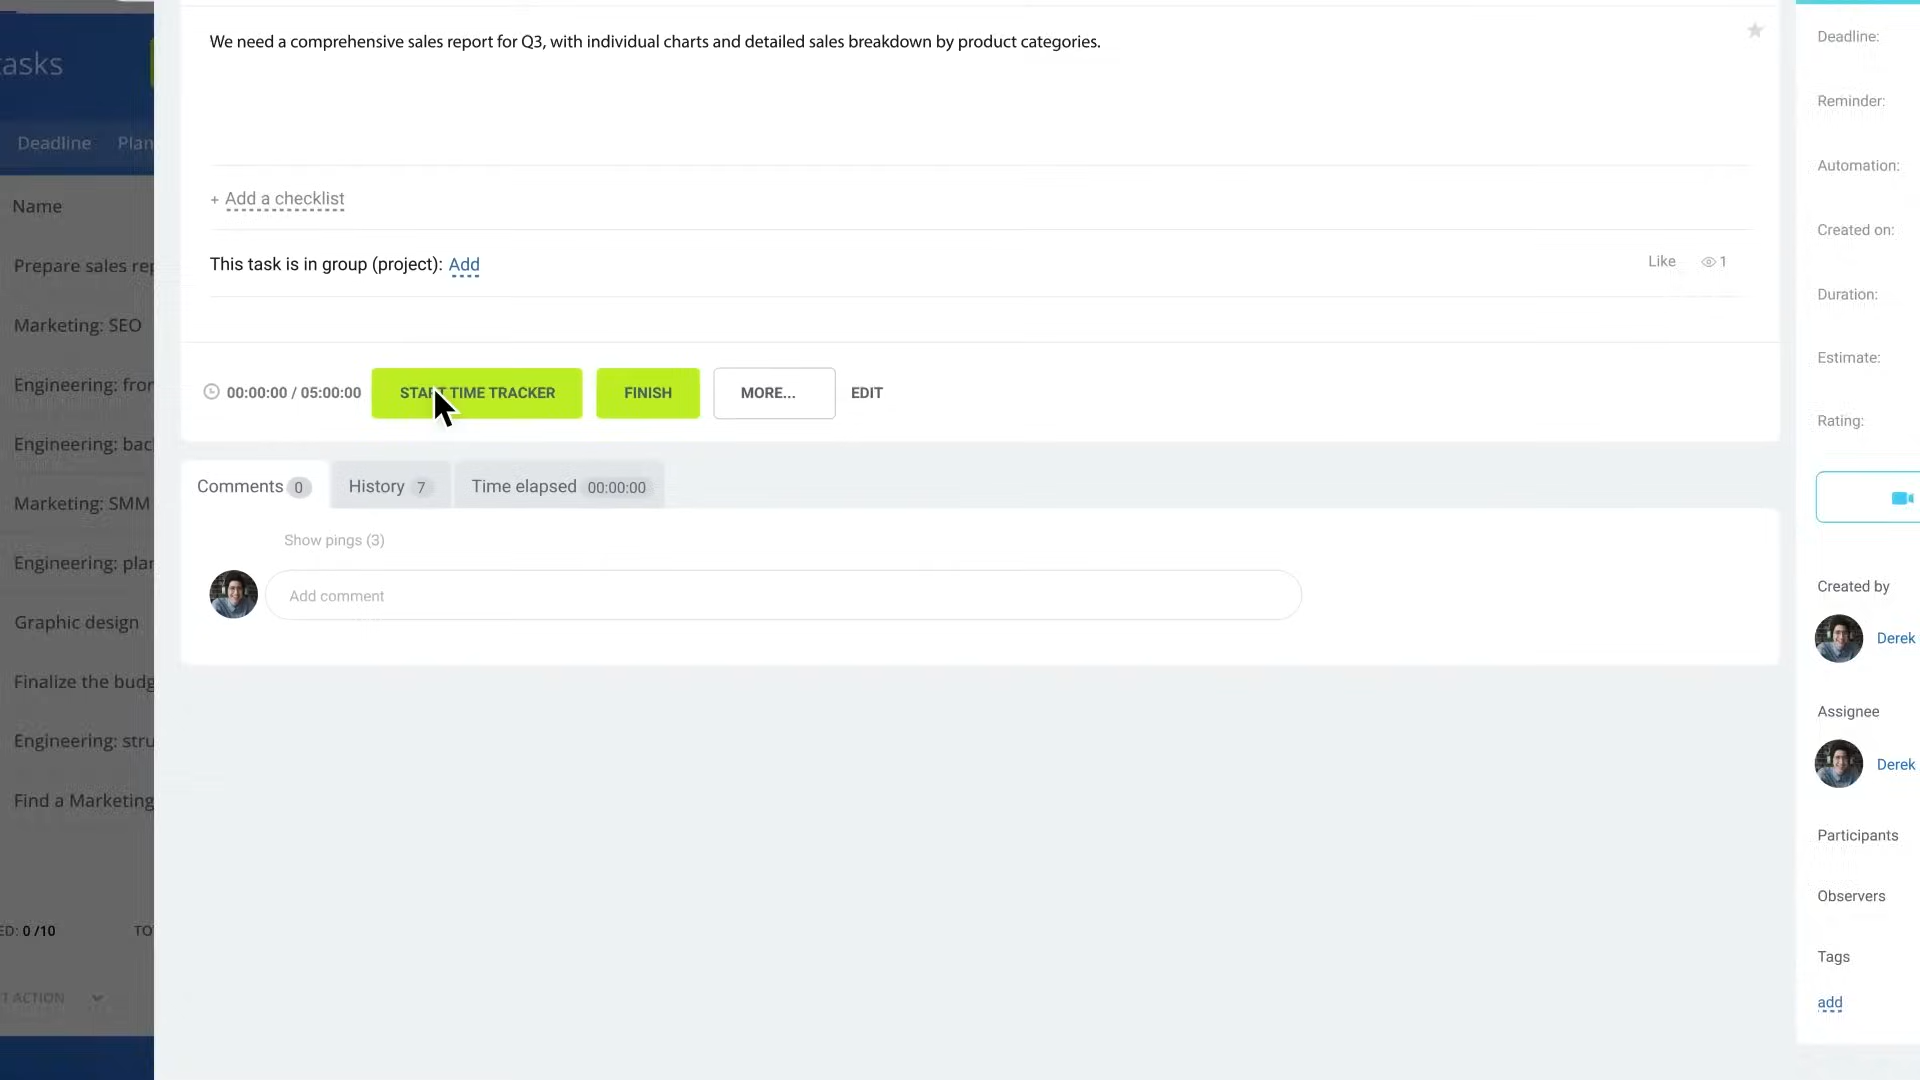 asks
Deadline Plan
Name
Prepare sales rep
Marketing: SEO
Engineering: fron
Engineering: bac
Marketing: SMM
Engineering: plan
Graphic design
Finalize the budg
Engineering: stru
Find a Marketing
ED: 0 /10 TO
T ACTION
We need a comprehensive sales report for Q3, with individual charts and detailed sales breakdown by product categories.
+ Add a checklist
This task is in group (project): Add
Like 1
00:00:00 / 05:00:00 START TIME TRACKER FINISH MORE... EDIT
Comments 0 History 7 Time elapsed 00:00:00
Show pings (3)
Add comment
Deadline:
Reminder:
Automation:
Created on:
Duration:
Estimate:
Rating:
Created by
Derek
Assignee
Derek
Participants
Observers
Tags
add